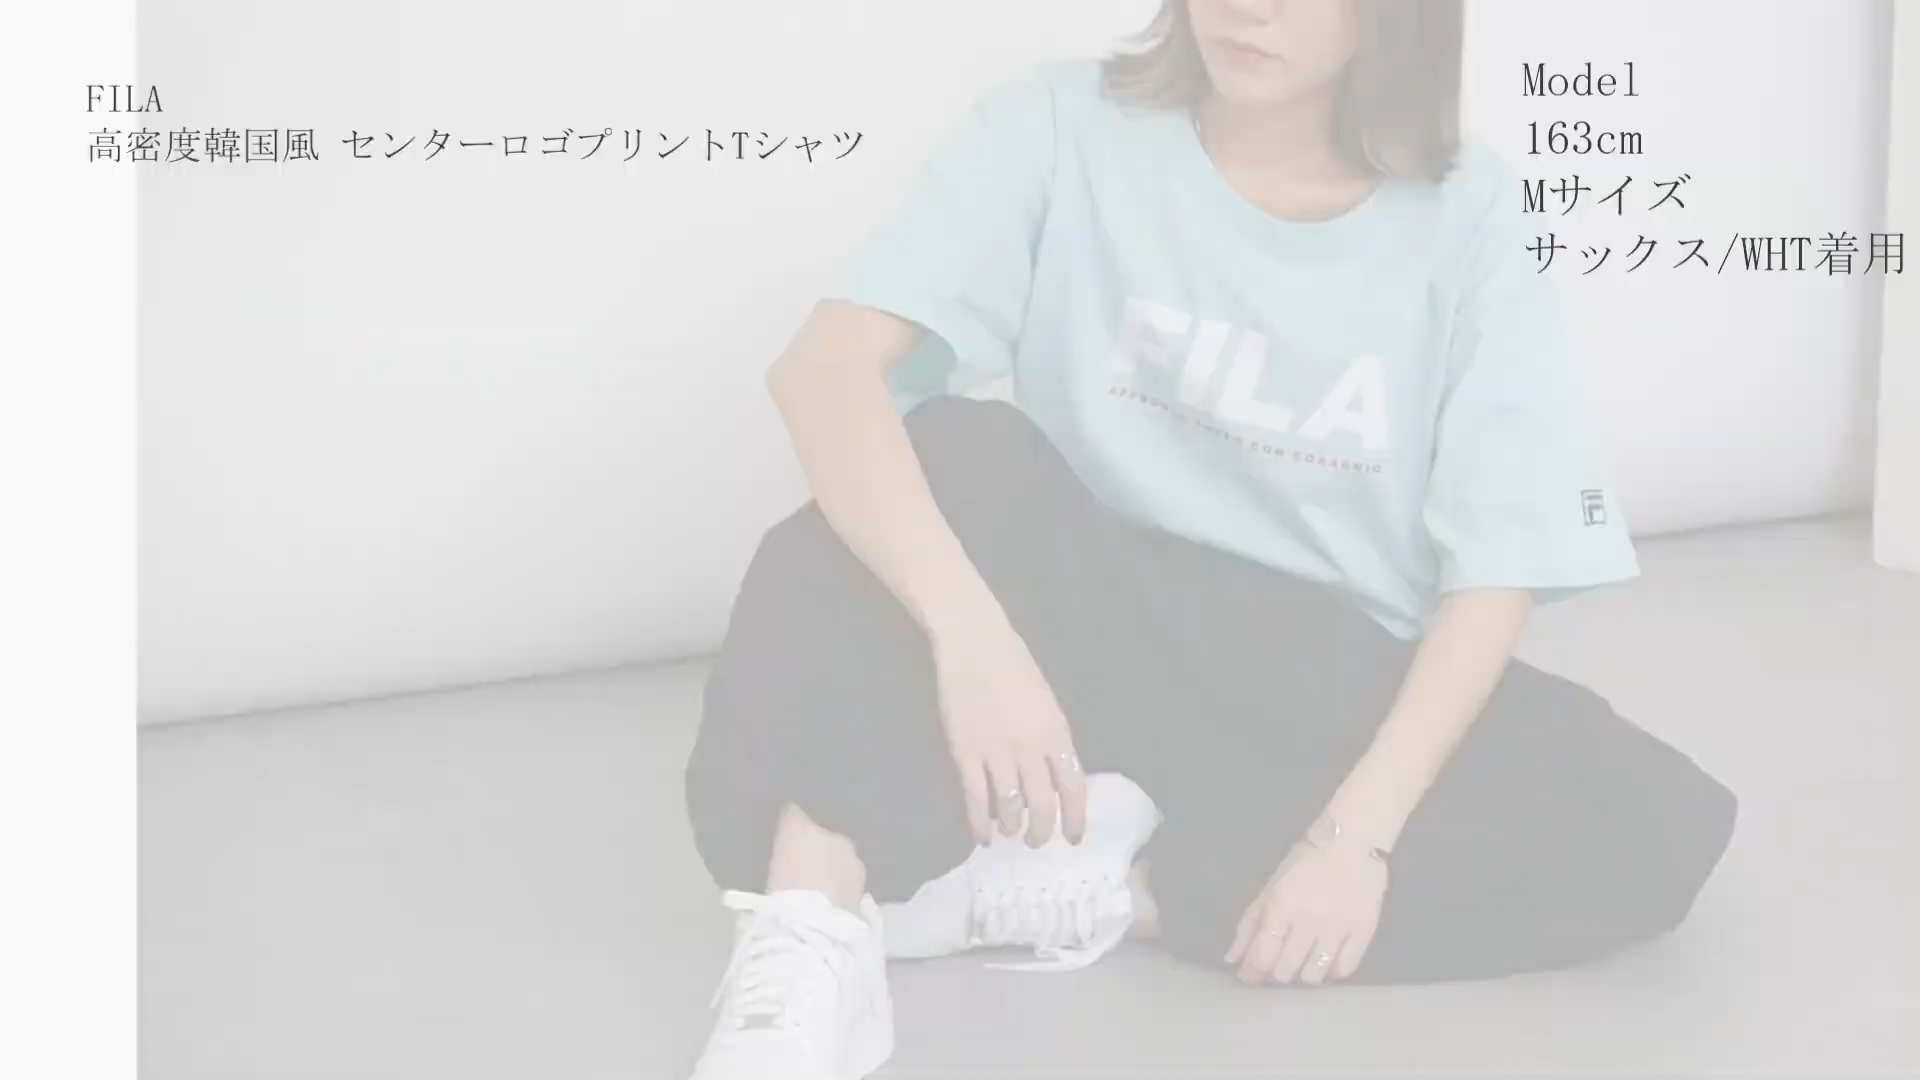 FILA
高密度韓国風 センターロゴプリントTシャツ
Model
163cm
Mサイズ
サックス/WHT着用
FILA